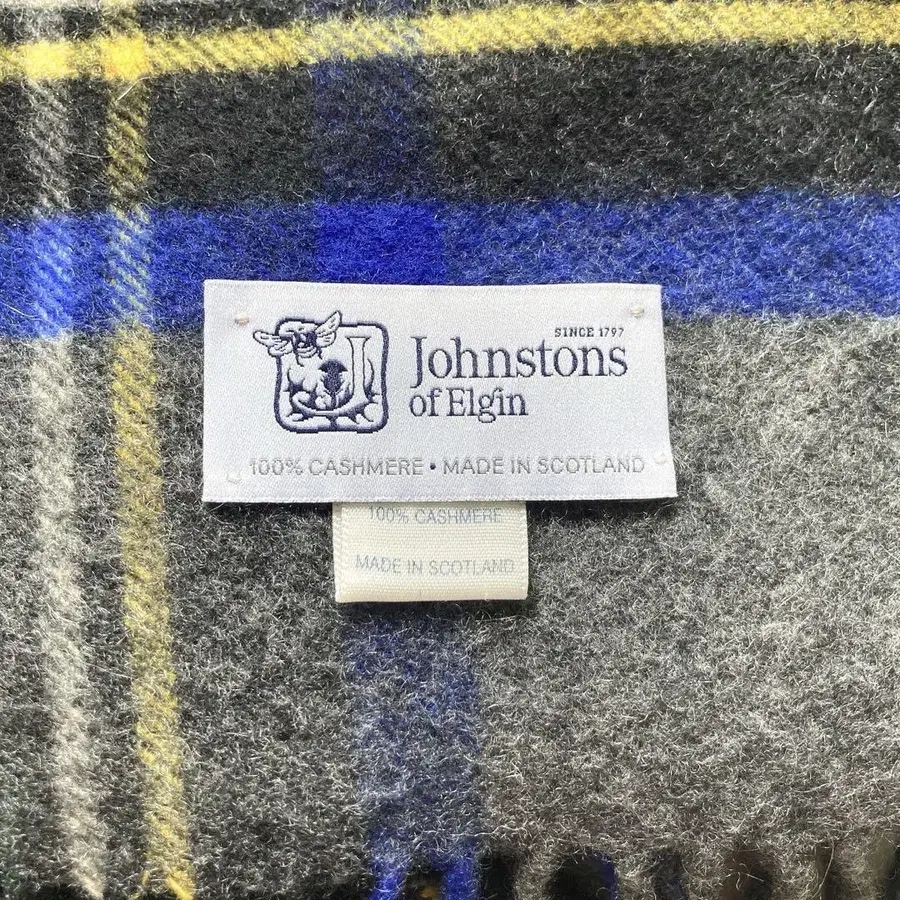 SINCE 1797
Johnstons
of Elgin
100% CASHMERE • MADE IN SCOTLAND
100% CASHMERE
MADE IN SCOTLAND